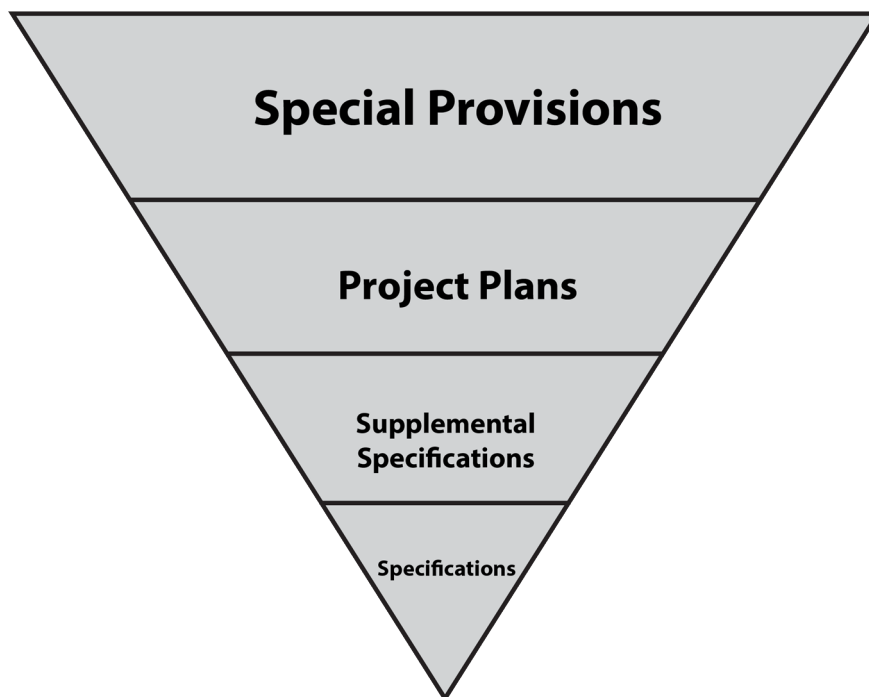 Special Provisions
Project Plans
Supplemental
Specifications
Specifications